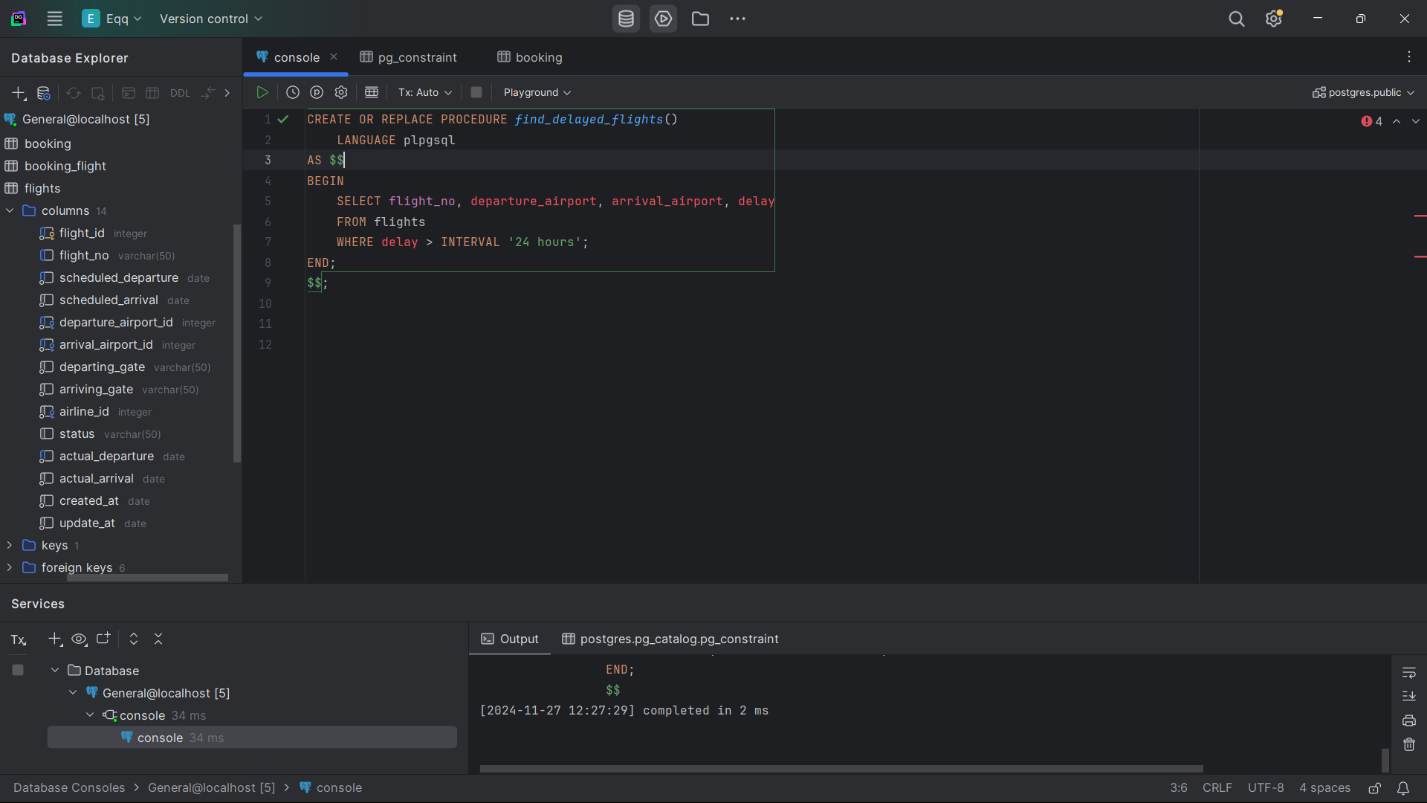 E Eqq Version control
Database Explorer
console
pg_constraint
booking
DDL
Tx: Auto
Playground
postgres.public
General@localhost [5]
booking
booking_flight
flights
columns 14
flight_id integer
flight_no varchar(50)
scheduled_departure date
scheduled_arrival date
departure_airport_id integer
arrival_airport_id integer
departing_gate varchar(50)
arriving_gate varchar(50)
airline_id integer
status varchar(50)
actual_departure date
actual_arrival date
created_at date
update_at date
keys 1
foreign keys 6
1 CREATE OR REPLACE PROCEDURE find_delayed_flights()
2 LANGUAGE plpgsql
3 AS $$
4 BEGIN
5 SELECT flight_no, departure_airport, arrival_airport, delay
6 FROM flights
7 WHERE delay > INTERVAL '24 hours';
8 END;
9 $$;
10
11
12
4
Services
Tx
Database
General@localhost [5]
console 34 ms
console 34 ms
Output
postgres.pg_catalog.pg_constraint
END;
$$
[2024-11-27 12:27:29] completed in 2 ms
Database Consoles > General@localhost [5] > console
3:6 CRLF UTF-8 4 spaces